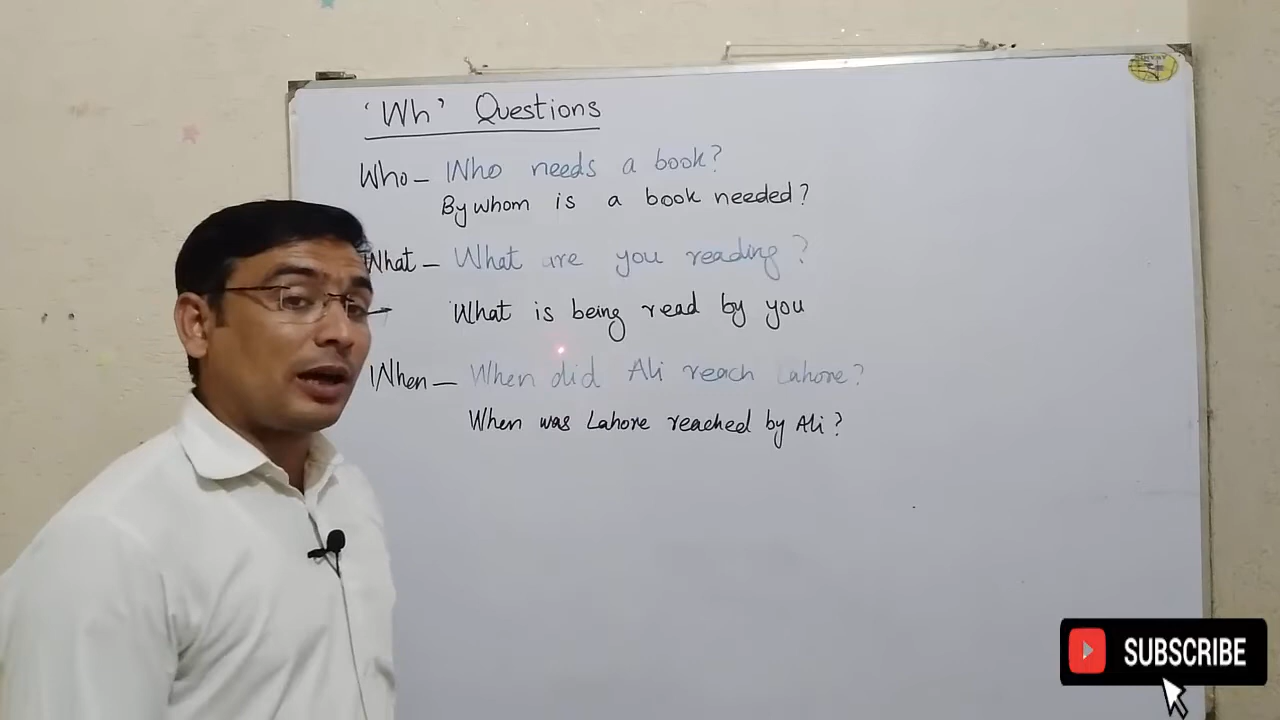 'Wh' Questions
Who – Who needs a book?
By whom is a book needed?
What – What are you reading?
What is being read by you
When – When did Ali reach Lahore?
When was Lahore reached by Ali?
SUBSCRIBE